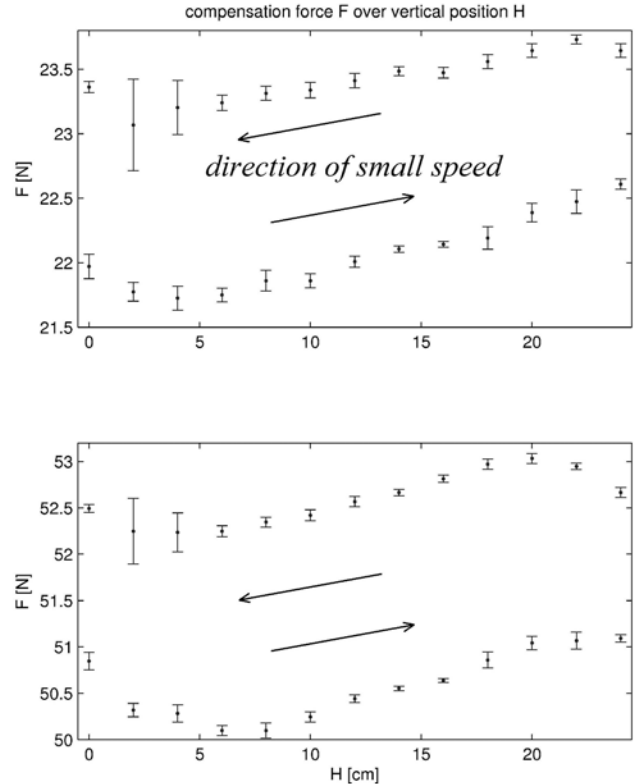 compensation force F over vertical position H
23.5
23
22.5
22
21.5
F [N]
direction of small speed
0 5 10 15 20
53
52.5
52
51.5
51
50.5
50
F [N]
0 5 10 15 20
H [cm]